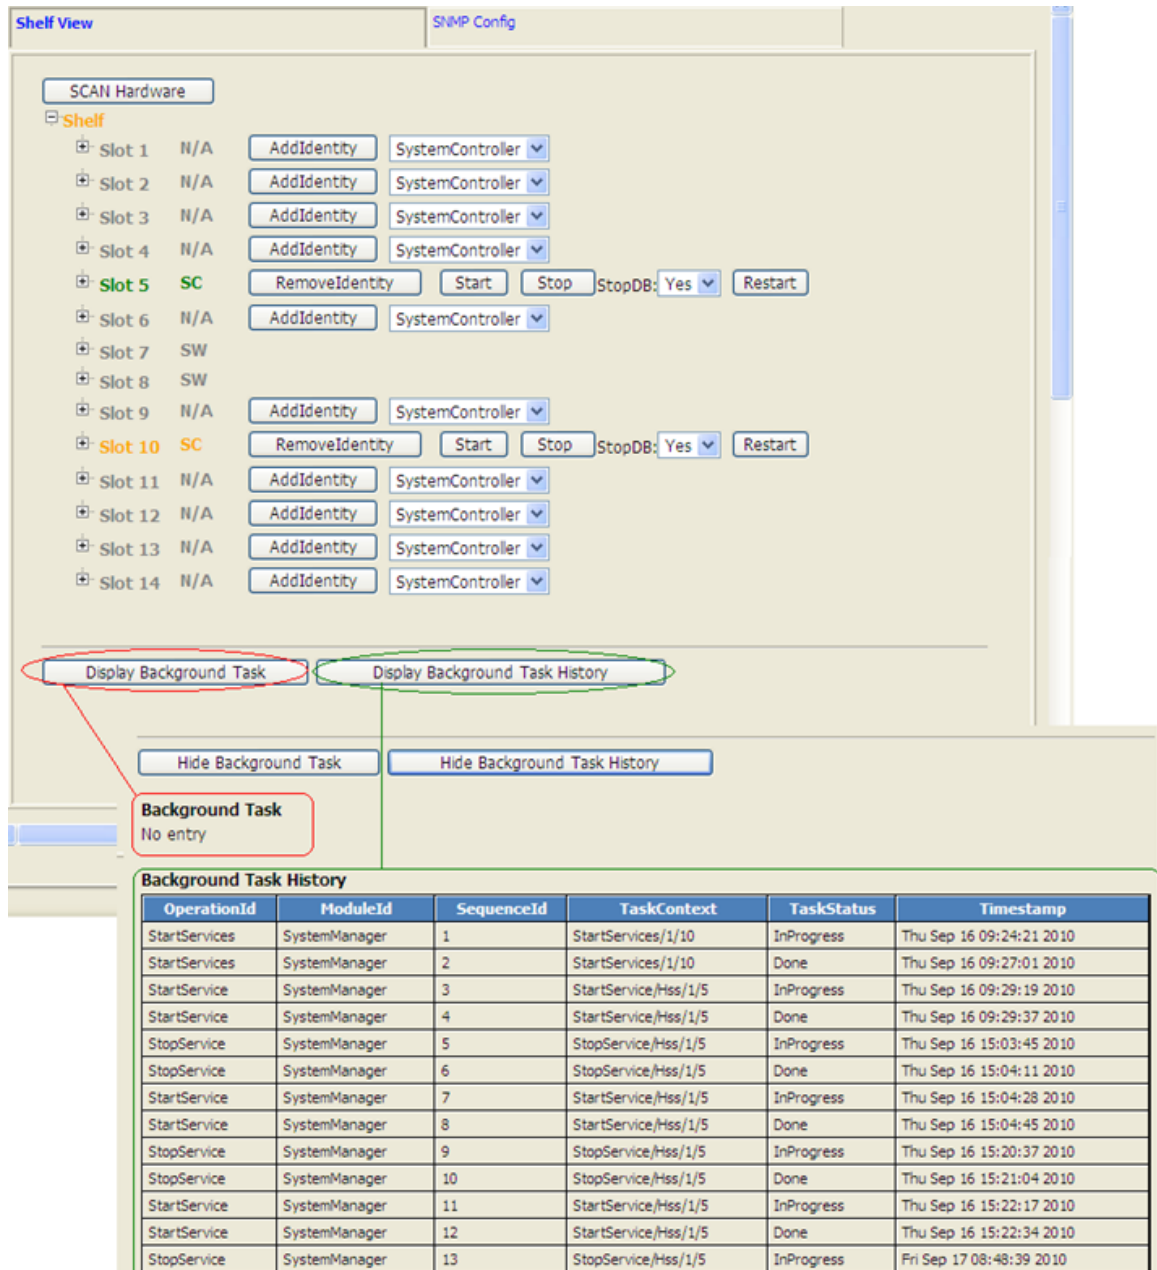 Shelf View SNMP Config
SCAN Hardware
Shelf
Slot 1 N/A AddIdentity SystemController
Slot 2 N/A AddIdentity SystemController
Slot 3 N/A AddIdentity SystemController
Slot 4 N/A AddIdentity SystemController
Slot 5 SC RemoveIdentity Start Stop StopDB: Yes Restart
Slot 6 N/A AddIdentity SystemController
Slot 7 SW
Slot 8 SW
Slot 9 N/A AddIdentity SystemController
Slot 10 SC RemoveIdentity Start Stop StopDB: Yes Restart
Slot 11 N/A AddIdentity SystemController
Slot 12 N/A AddIdentity SystemController
Slot 13 N/A AddIdentity SystemController
Slot 14 N/A AddIdentity SystemController
Display Background Task Display Background Task History
Hide Background Task Hide Background Task History
Background Task
No entry
Background Task History
OperationId ModuleId SequenceId TaskContext TaskStatus Timestamp
StartServices SystemManager 1 StartServices/1/10 InProgress Thu Sep 16 09:24:21 2010
StartServices SystemManager 2 StartServices/1/10 Done Thu Sep 16 09:27:01 2010
StartService SystemManager 3 StartService/Hss/1/5 InProgress Thu Sep 16 09:29:19 2010
StartService SystemManager 4 StartService/Hss/1/5 Done Thu Sep 16 09:29:37 2010
StopService SystemManager 5 StopService/Hss/1/5 InProgress Thu Sep 16 15:03:45 2010
StopService SystemManager 6 StopService/Hss/1/5 Done Thu Sep 16 15:04:11 2010
StartService SystemManager 7 StartService/Hss/1/5 InProgress Thu Sep 16 15:04:28 2010
StartService SystemManager 8 StartService/Hss/1/5 Done Thu Sep 16 15:04:45 2010
StopService SystemManager 9 StopService/Hss/1/5 InProgress Thu Sep 16 15:20:37 2010
StopService SystemManager 10 StopService/Hss/1/5 Done Thu Sep 16 15:21:04 2010
StartService SystemManager 11 StartService/Hss/1/5 InProgress Thu Sep 16 15:22:17 2010
StartService SystemManager 12 StartService/Hss/1/5 Done Thu Sep 16 15:22:34 2010
StopService SystemManager 13 StopService/Hss/1/5 InProgress Fri Sep 17 08:48:39 2010